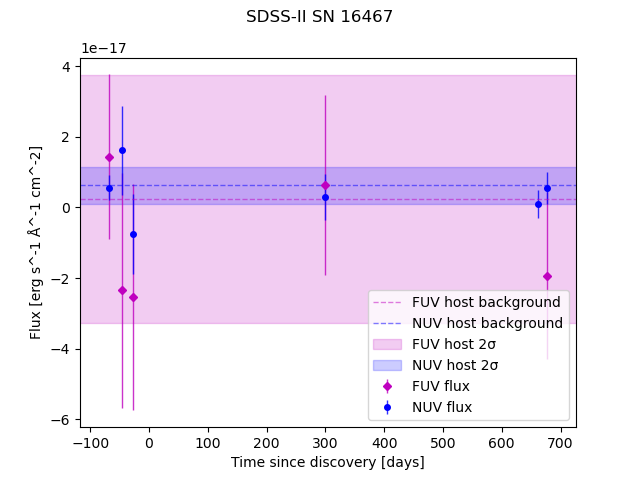 SDSS-II SN 16467
1e−17
4
2
0
−2
−4
−6
Flux [erg s^-1 Å^-1 cm^-2]
FUV host background
NUV host background
FUV host 2σ
NUV host 2σ
FUV flux
NUV flux
−100 0 100 200 300 400 500 600 700
Time since discovery [days]